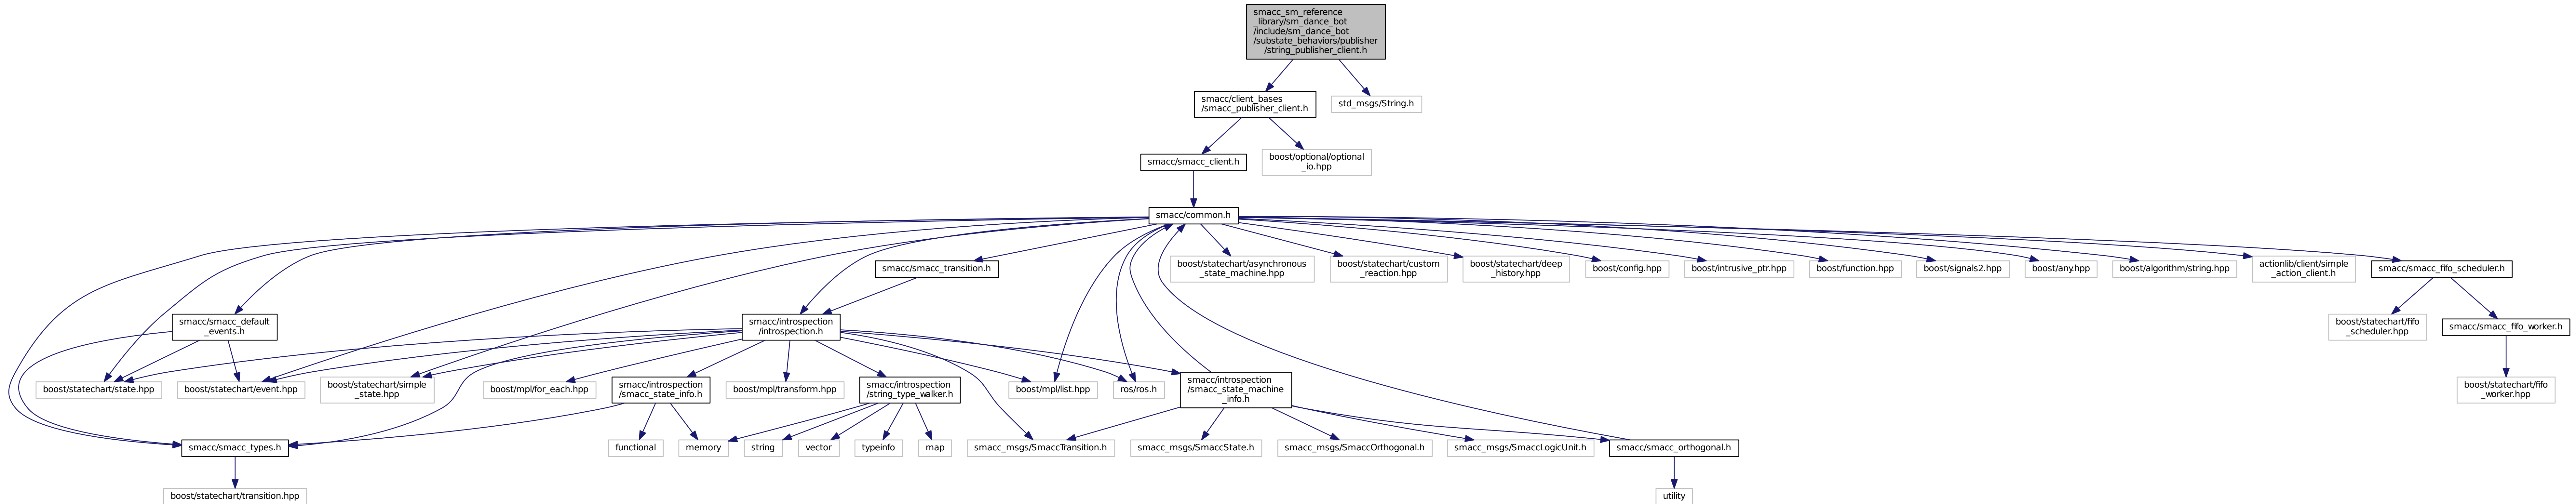 smacc_sm_reference
_library/sm_dance_bot
/include/sm_dance_bot
/substate_behaviors/publisher
/string_publisher_client.h
smacc/client_bases
/smacc_publisher_client.h
std_msgs/String.h
smacc/smacc_client.h
boost/optional/optional
_io.hpp
smacc/common.h
smacc/smacc_transition.h
boost/statechart/asynchronous
_state_machine.hpp
boost/statechart/custom
_reaction.hpp
boost/statechart/deep
_history.hpp
boost/config.hpp
boost/intrusive_ptr.hpp
boost/function.hpp
boost/signals2.hpp
boost/any.hpp
boost/algorithm/string.hpp
actionlib/client/simple
_action_client.h
smacc/smacc_fifo_scheduler.h
smacc/smacc_default
_events.h
smacc/introspection
/introspection.h
boost/statechart/fifo
_scheduler.hpp
smacc/smacc_fifo_worker.h
boost/statechart/state.hpp
boost/statechart/event.hpp
boost/statechart/simple
_state.hpp
boost/mpl/for_each.hpp
smacc/introspection
/smacc_state_info.h
boost/mpl/transform.hpp
smacc/introspection
/string_type_walker.h
boost/mpl/list.hpp
ros/ros.h
smacc/introspection
/smacc_state_machine
_info.h
boost/statechart/fifo
_worker.hpp
smacc/smacc_types.h
functional
memory
string
vector
typeinfo
map
smacc_msgs/SmaccTransition.h
smacc_msgs/SmaccState.h
smacc_msgs/SmaccOrthogonal.h
smacc_msgs/SmaccLogicUnit.h
smacc/smacc_orthogonal.h
boost/statechart/transition.hpp
utility